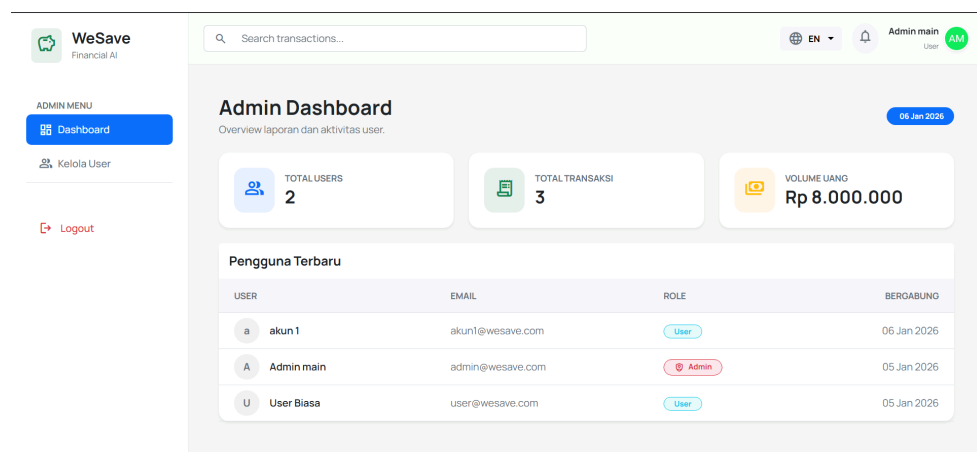 WeSave
Financial AI
Search transactions...
EN
Admin main
User
AM
ADMIN MENU
Dashboard
Kelola User
Logout
Admin Dashboard
Overview laporan dan aktivitas user.
06 Jan 2026
TOTAL USERS
2
TOTAL TRANSAKSI
3
VOLUME UANG
Rp 8.000.000
Pengguna Terbaru
USER EMAIL ROLE BERGABUNG
a akun 1 akun1@wesave.com User 06 Jan 2026
A Admin main admin@wesave.com Admin 05 Jan 2026
U User Biasa user@wesave.com User 05 Jan 2026